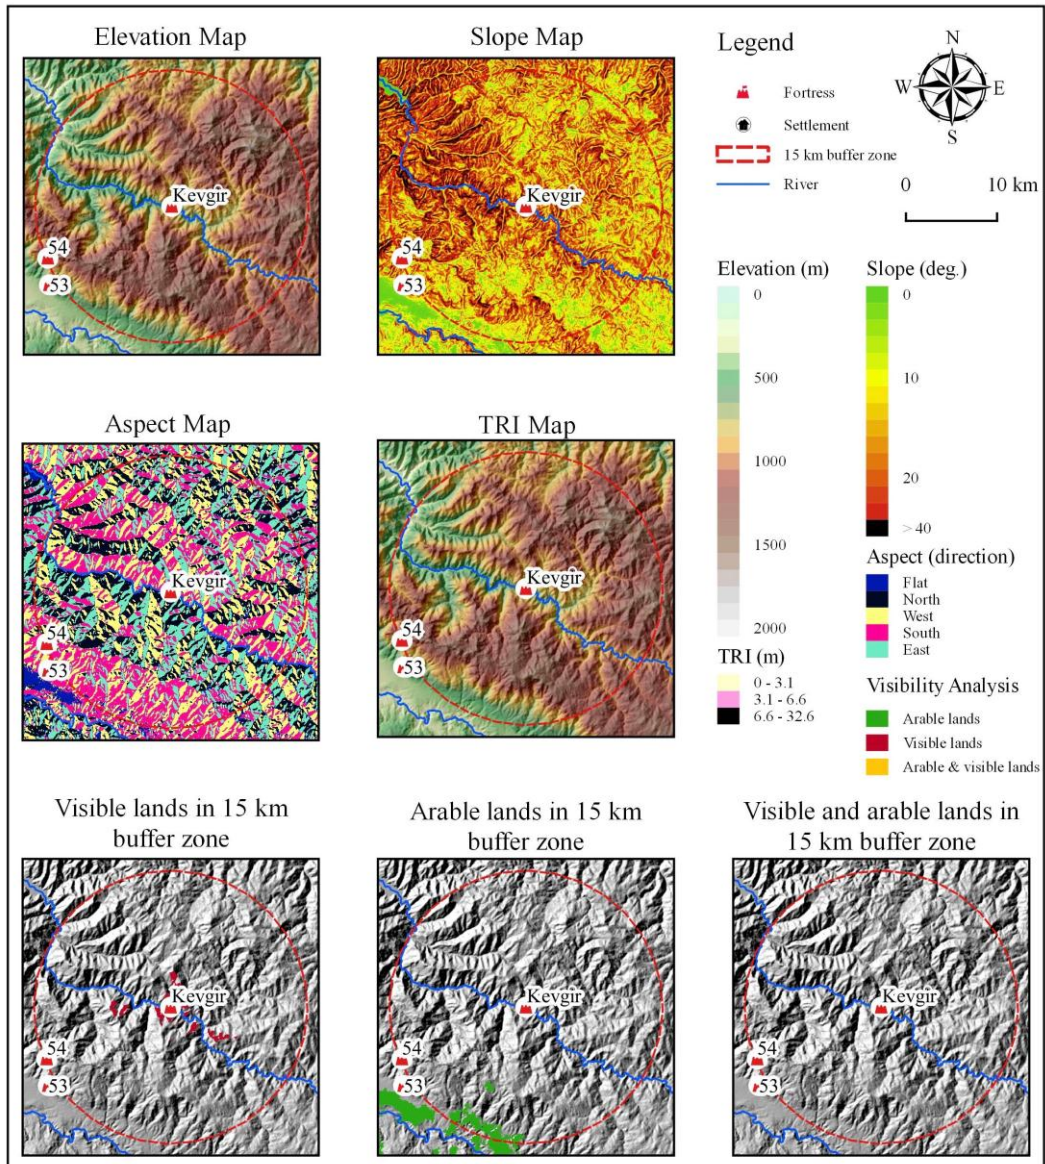 Elevation Map
Kevgir
54
53
Slope Map
Kevgir
54
53
Legend
Fortress
Settlement
15 km buffer zone
River
N
W
E
S
0
10 km
Aspect Map
Kevgir
54
53
TRI Map
Kevgir
54
53
Elevation (m)
0
500
1000
1500
2000
TRI (m)
0 - 3.1
3.1 - 6.6
6.6 - 32.6
Slope (deg.)
0
10
20
> 40
Aspect (direction)
Flat
North
West
South
East
Visibility Analysis
Arable lands
Visible lands
Arable & visible lands
Visible lands in 15 km
buffer zone
Kevgir
54
53
Arable lands in 15 km
buffer zone
Kevgir
54
53
Visible and arable lands in
15 km buffer zone
Kevgir
54
53